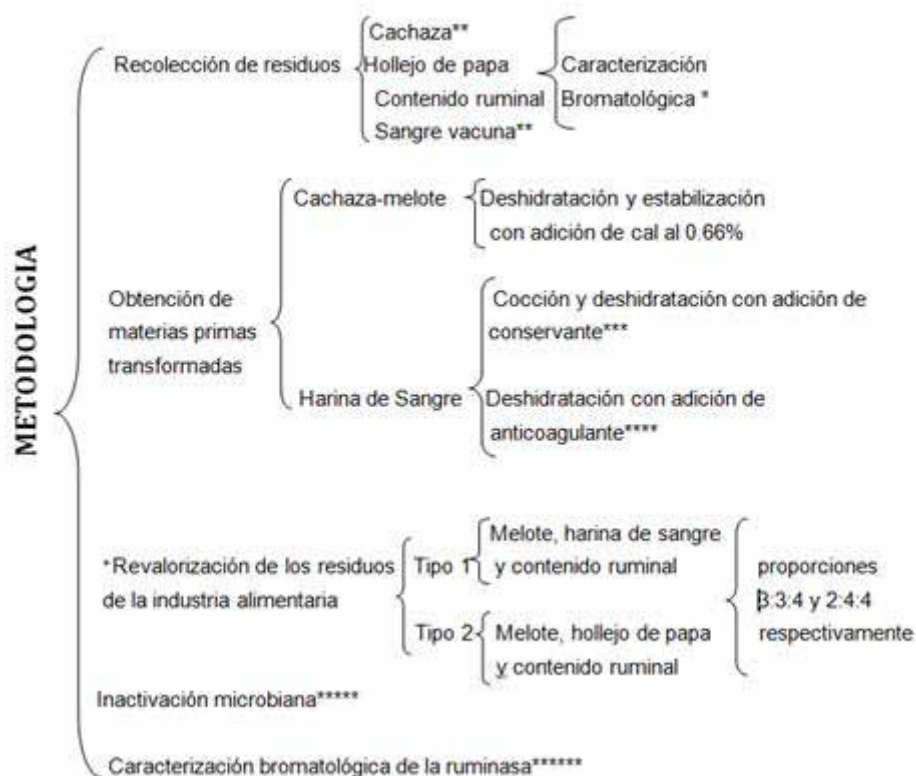 METODOLOGIA
Recolección de residuos
Cachaza**
Hollejo de papa
Contenido ruminal
Sangre vacuna**
Caracterización
Bromatológica *
Obtención de
materias primas
transformadas
Cachaza-melote
Deshidratación y estabilización
con adición de cal al 0.66%
Harina de Sangre
Cocción y deshidratación con adición de
conservante***
Deshidratación con adición de
anticoagulante****
*Revalorización de los residuos
de la industria alimentaria
Tipo 1
Melote, harina de sangre
y contenido ruminal
Tipo 2
Melote, hollejo de papa
y contenido ruminal
proporciones
3:3:4 y 2:4:4
respectivamente
Inactivación microbiana*****
Caracterización bromatológica de la ruminasa******